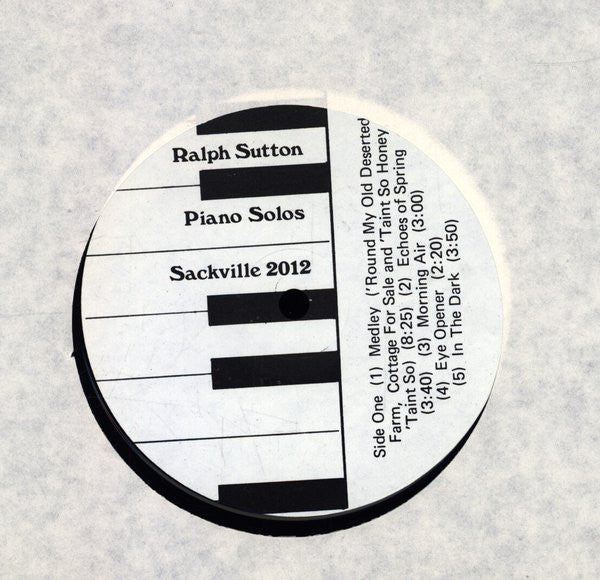 Ralph Sutton
Piano Solos
Sackville 2012
Side One (1) Medley ('Round My Old Deserted
Farm, Cottage For Sale and 'Taint So Honey
'Taint So) (8:25) (2) Echoes of Spring
(3:40) (3) Morning Air (3:00)
(4) Eye Opener (2:20)
(5) In The Dark (3:50)